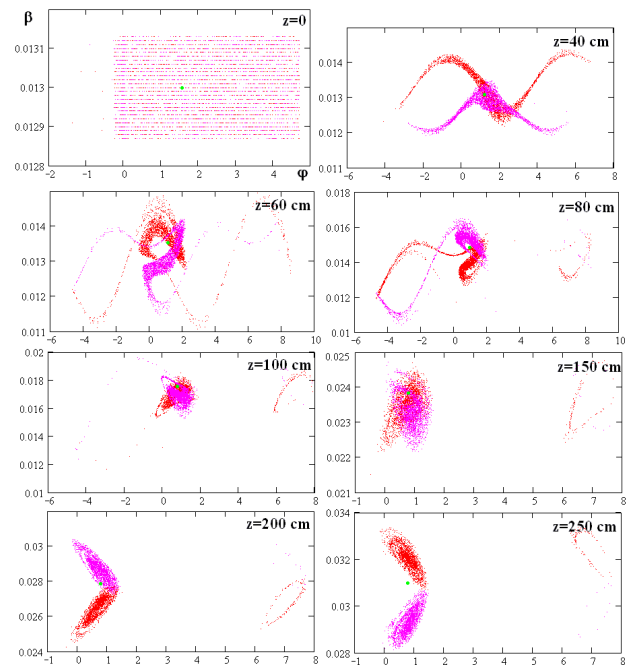 β
z=0
0.0131
0.013
0.0129
0.0128
-2 -1 0 1 2 3 4 φ
z=40 cm
0.014
0.013
0.012
0.011
-6 -4 -2 0 2 4 6 8
z=60 cm
0.014
0.013
0.012
0.011
-6 -4 -2 0 2 4 6 8 10
z=80 cm
0.018
0.016
0.014
0.012
0.01
-6 -4 -2 0 2 4 6 8 10
z=100 cm
0.02
0.018
0.016
0.014
0.012
0.01
-6 -4 -2 0 2 4 6 8
z=150 cm
0.025
0.024
0.023
0.022
0.021
-1 0 1 2 3 4 5 6 7 8
z=200 cm
0.03
0.028
0.026
0.024
-1 0 1 2 3 4 5 6 7 8
z=250 cm
0.034
0.032
0.03
0.028
-1 0 1 2 3 4 5 6 7 8